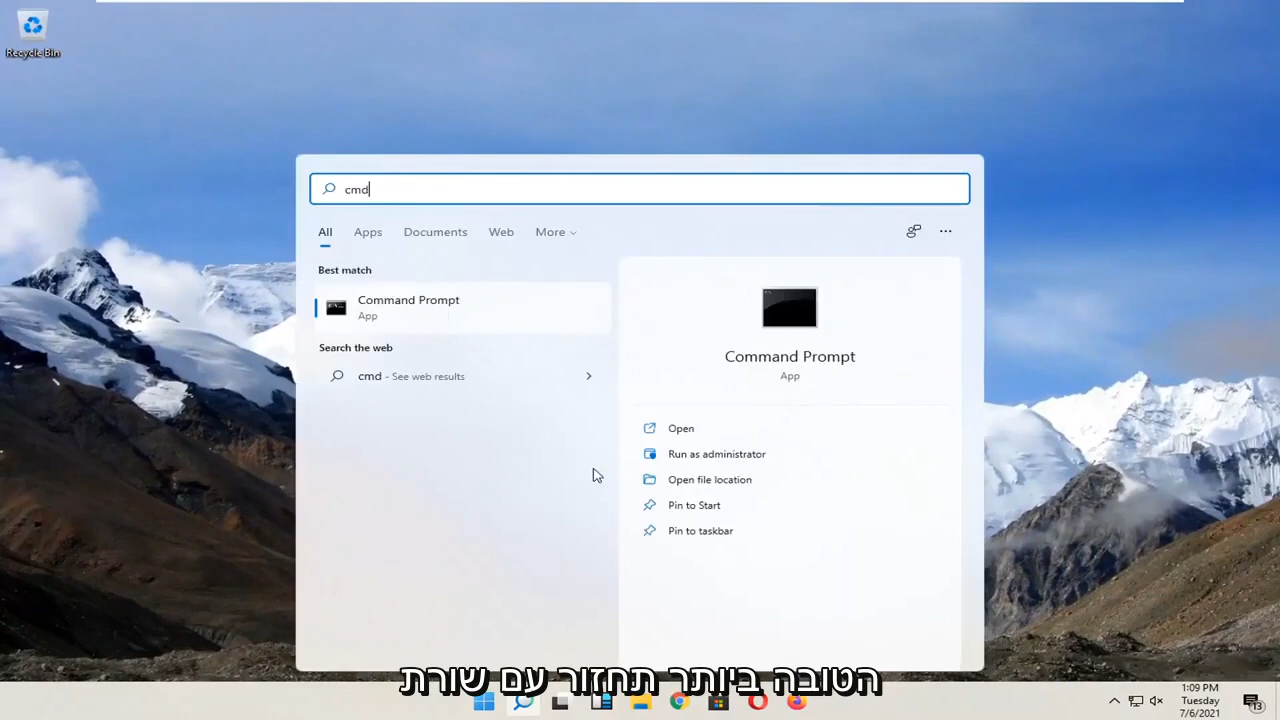 Recycle Bin
cmd
All Apps Documents Web More
Best match
Command Prompt
App
Search the web
cmd - See web results
Command Prompt
App
Open
Run as administrator
Open file location
Pin to Start
Pin to taskbar
הטובה ביותר תחזור עם שורת
1:09 PM
Tuesday
7/6/2021
13